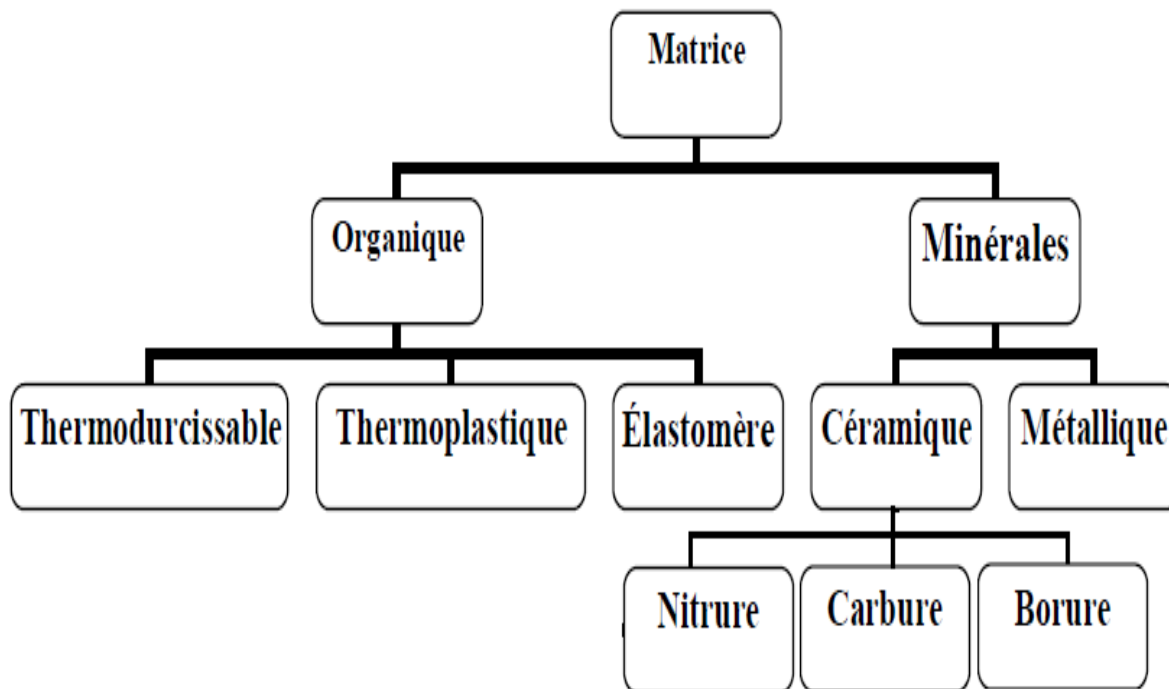 Matrice
Organique
Minérales
Thermodurcissable
Thermoplastique
Élastomère
Céramique
Métallique
Nitrure
Carbure
Borure